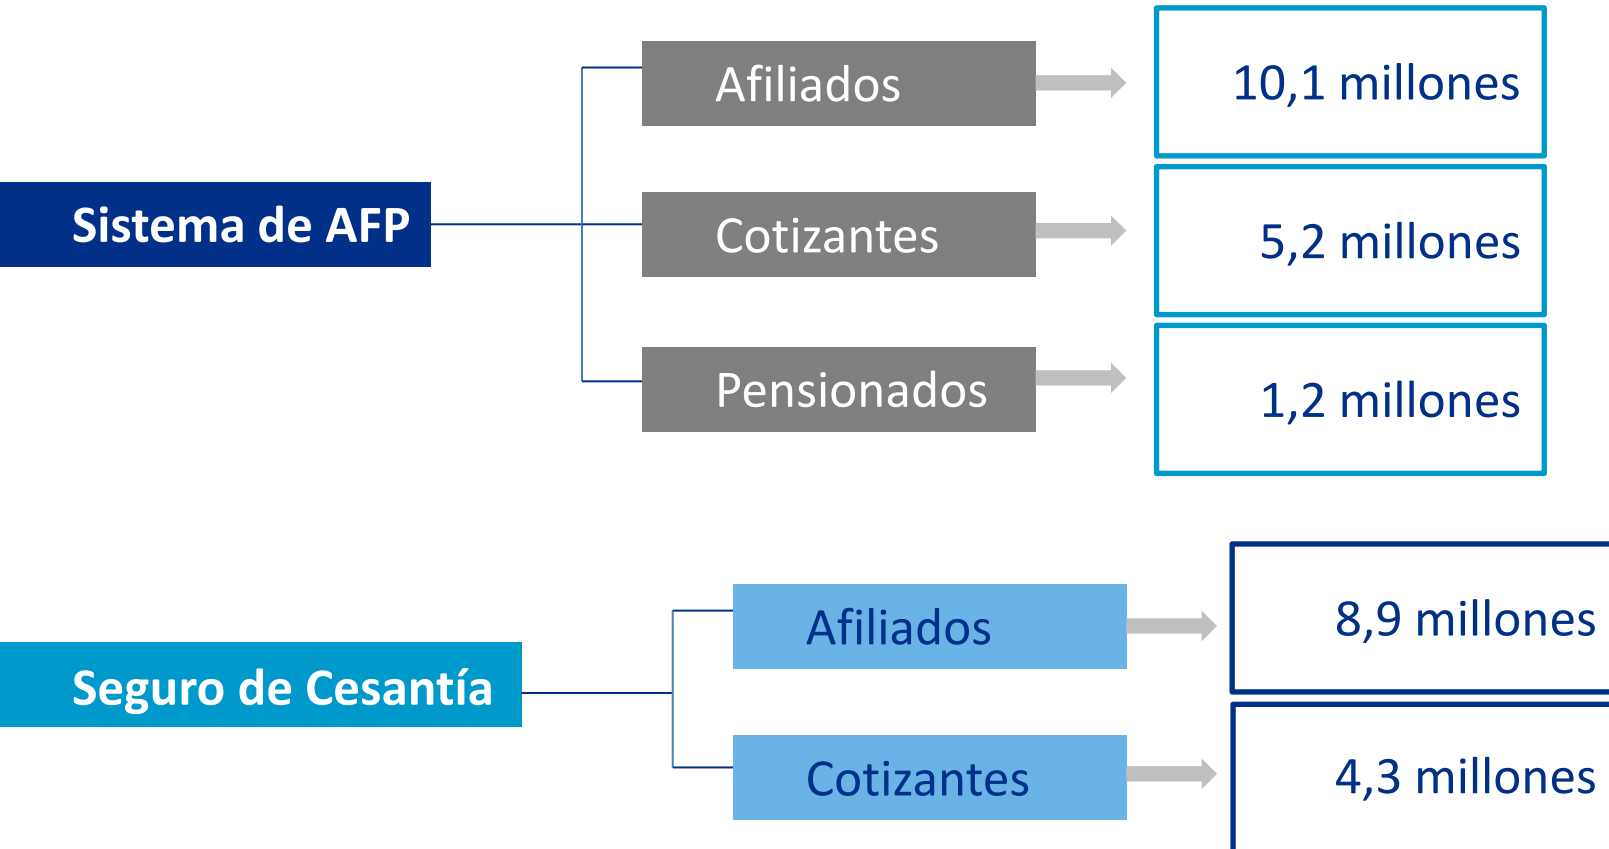 Sistema de AFP
Afiliados
10,1 millones
Cotizantes
5,2 millones
Pensionados
1,2 millones
Seguro de Cesantía
Afiliados
8,9 millones
Cotizantes
4,3 millones